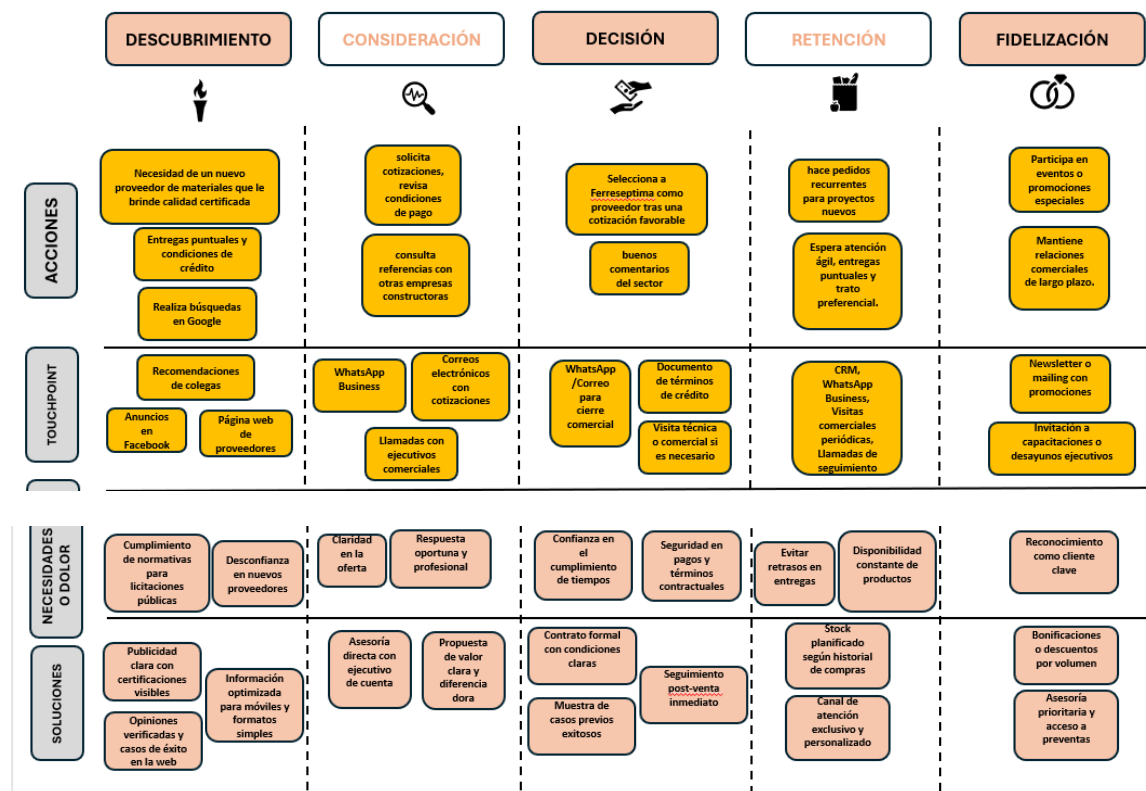 DESCUBRIMIENTO
CONSIDERACIÓN
DECISIÓN
RETENCIÓN
FIDELIZACIÓN
ACCIONES
Necesidad de un nuevo
proveedor de materiales que le
brinde calidad certificada
Entregas puntuales y
condiciones de
crédito
Realiza búsquedas
en Google
solicita
cotizaciones,
revisa
condiciones
de pago
consulta
referencias con
otras empresas
constructoras
Selecciona a
Ferreseptima como
proveedor tras una
cotización favorable
buenos
comentarios
del sector
hace pedidos
recurrentes
para proyectos
nuevos
Espera atención
ágil, entregas
puntuales y
trato
preferencial.
Participa en
eventos o
promociones
especiales
Mantiene
relaciones
comerciales
de largo plazo.
TOUCHPOINT
Recomendaciones
de colegas
Anuncios
en
Facebook
Página web
de
proveedores
WhatsApp
Business
Correos
electrónicos
con
cotizaciones
Llamadas con
ejecutivos
comerciales
WhatsApp
/Correo
para
cierre
comercial
Documento
de términos
de crédito
Visita técnica
o comercial si
es necesario
CRM,
WhatsApp
Business,
Visitas
comerciales
periódicas,
Llamadas de
seguimiento
Newsletter o
mailing con
promociones
Invitación a
capacitaciones o
desayunos ejecutivos
NECESIDADES
O DOLOR
Cumplimiento
de normativas
para
licitaciones
públicas
Desconfianza
en nuevos
proveedores
Claridad
en la
oferta
Respuesta
oportuna y
profesional
Confianza en
el
cumplimiento
de tiempos
Seguridad en
pagos y
términos
contractuales
Evitar
retrasos en
entregas
Disponibilidad
constante de
productos
Reconocimiento
como cliente
clave
SOLUCIONES
Publicidad
clara con
certificaciones
visibles
Información
optimizada
para móviles y
formatos
simples
Opiniones
verificadas y
casos de éxito
en la web
Asesoría
directa con
ejecutivo
de cuenta
Propuesta
de valor
clara y
diferencia
dora
Contrato formal
con condiciones
claras
Seguimiento
post-venta
inmediato
Muestra de
casos previos
exitosos
Stock
planificado
según historial
de compras
Canal de
atención
exclusivo y
personalizado
Bonificaciones
o descuentos
por volumen
Asesoría
prioritaria y
acceso a
preventas